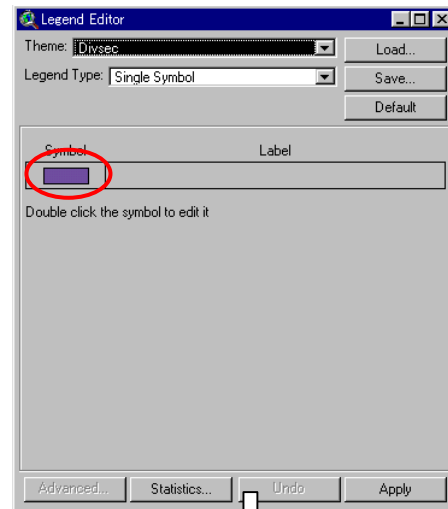 Legend Editor
Theme: Divsec
Load...
Legend Type: Single Symbol
Save...
Default
Symbol Label
Double click the symbol to edit it
Advanced... Statistics... Undo Apply